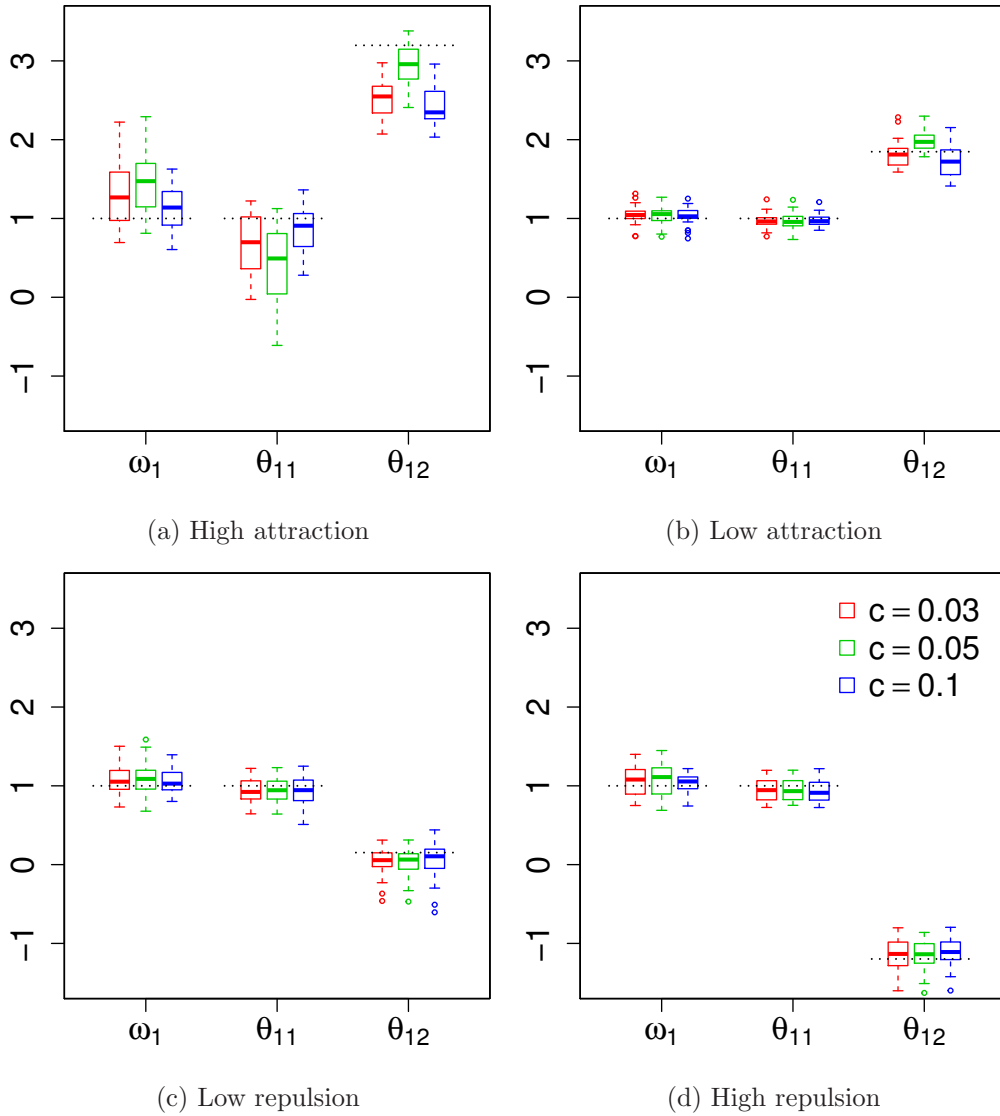 3
2
1
0
−1
ω1
θ11
θ12
(a) High attraction
3
2
1
0
−1
ω1
θ11
θ12
(b) Low attraction
3
2
1
0
−1
ω1
θ11
θ12
(c) Low repulsion
3
2
1
0
−1
c = 0.03
c = 0.05
c = 0.1
ω1
θ11
θ12
(d) High repulsion